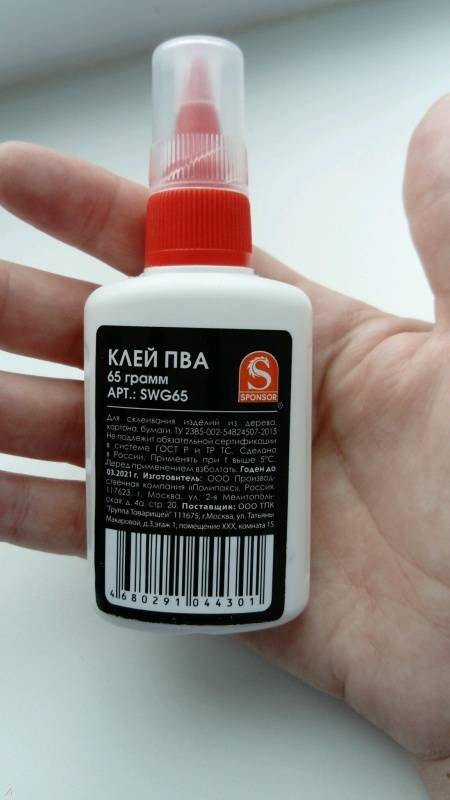 КЛЕЙ ПВА
65 грамм
АРТ.: SWG65
S
SPONSOR
®
Для склеивания изделий из дерева,
картона, бумаги. ТУ 2385-002-54824507-2015
Не подлежит обязательной сертификации
в системе ГОСТ Р и ТР ТС. Сделано
в России. Применять при t выше 5°С.
Перед применением взболтать. Годен до
03.2021 г. Изготовитель: ООО Производ-
ственная компания «Полипакс», Россия,
117623, г. Москва, ул. 2-я Мелитополь-
ская, д. 4а, стр. 20. Поставщик: ООО ТПК
"Группа Товарищей" 111675, г.Москва, ул. Татьяны
Макаровой, д.3,этаж 1, помещение XXX, комната 15
4 680291 044301